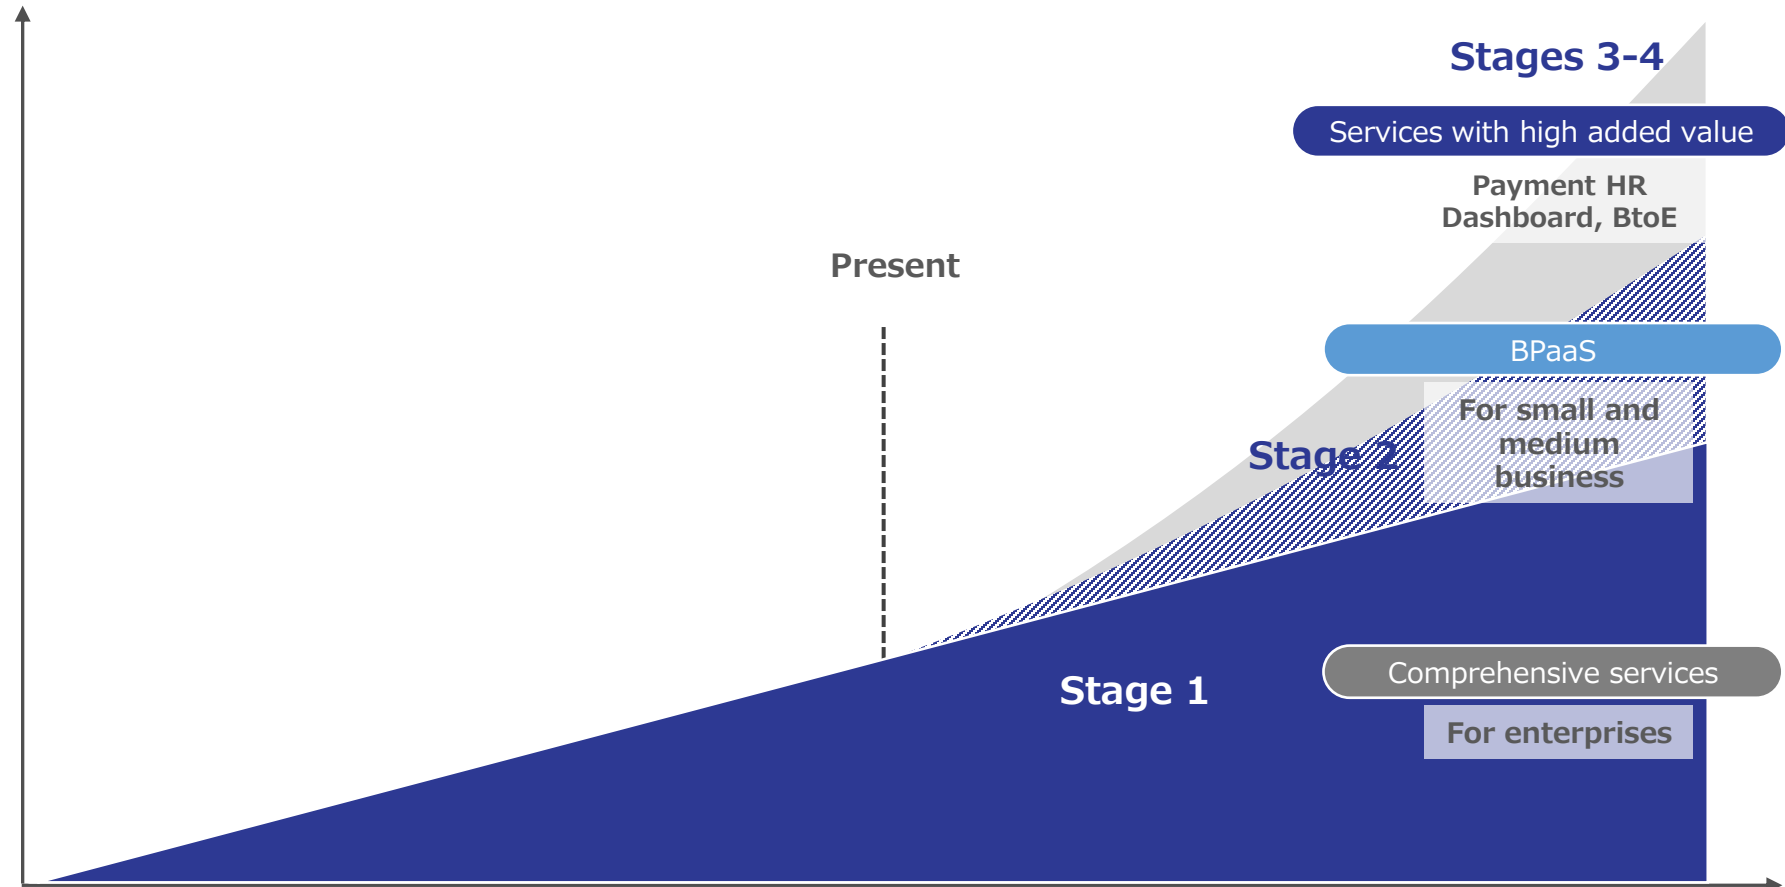 Stages 3-4
Services with high added value
Payment HR
Dashboard, BtoE
Present
BPaaS
For small and
medium
business
Stage 2
Stage 1
Comprehensive services
For enterprises